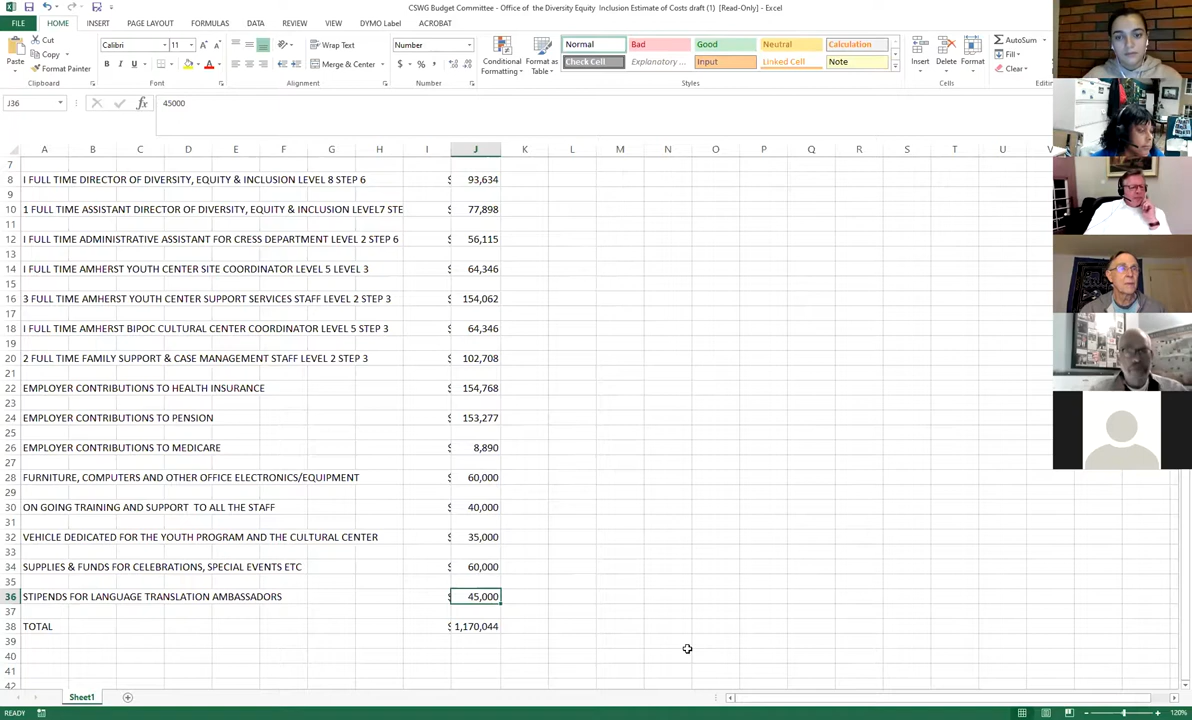 CSWG Budget Committee - Office of the Diversity Equity Inclusion Estimate of Costs draft (1) [Read-Only] - Excel
FILE HOME INSERT PAGE LAYOUT FORMULAS DATA REVIEW VIEW DYMO Label ACROBAT
Cut Calibri 11 Wrap Text Number Normal Bad Good Neutral Calculation AutoSum
Copy Fill
Paste Format Painter B I U Merge & Center $ % , Conditional Formatting Format as Table Check Cell Explanatory ... Input Linked Cell Note Insert Delete Format Clear
Clipboard Font Alignment Number Styles Cells Editin
J36 fx 45000
A B C D E F G H I J K L M N O P Q R S T U V
7
8 I FULL TIME DIRECTOR OF DIVERSITY, EQUITY & INCLUSION LEVEL 8 STEP 6 $ 93,634
9
10 1 FULL TIME ASSISTANT DIRECTOR OF DIVERSITY, EQUITY & INCLUSION LEVEL7 STE $ 77,898
11
12 I FULL TIME ADMINISTRATIVE ASSISTANT FOR CRESS DEPARTMENT LEVEL 2 STEP 6 $ 56,115
13
14 I FULL TIME AMHERST YOUTH CENTER SITE COORDINATOR LEVEL 5 LEVEL 3 $ 64,346
15
16 3 FULL TIME AMHERST YOUTH CENTER SUPPORT SERVICES STAFF LEVEL 2 STEP 3 $ 154,062
17
18 I FULL TIME AMHERST BIPOC CULTURAL CENTER COORDINATOR LEVEL 5 STEP 3 $ 64,346
19
20 2 FULL TIME FAMILY SUPPORT & CASE MANAGEMENT STAFF LEVEL 2 STEP 3 $ 102,708
21
22 EMPLOYER CONTRIBUTIONS TO HEALTH INSURANCE $ 154,768
23
24 EMPLOYER CONTRIBUTIONS TO PENSION $ 153,277
25
26 EMPLOYER CONTRIBUTIONS TO MEDICARE $ 8,890
27
28 FURNITURE, COMPUTERS AND OTHER OFFICE ELECTRONICS/EQUIPMENT $ 60,000
29
30 ON GOING TRAINING AND SUPPORT TO ALL THE STAFF $ 40,000
31
32 VEHICLE DEDICATED FOR THE YOUTH PROGRAM AND THE CULTURAL CENTER $ 35,000
33
34 SUPPLIES & FUNDS FOR CELEBRATIONS, SPECIAL EVENTS ETC $ 60,000
35
36 STIPENDS FOR LANGUAGE TRANSLATION AMBASSADORS $ 45,000
37
38 TOTAL $ 1,170,044
39
40
41
42
Sheet1
READY 120%